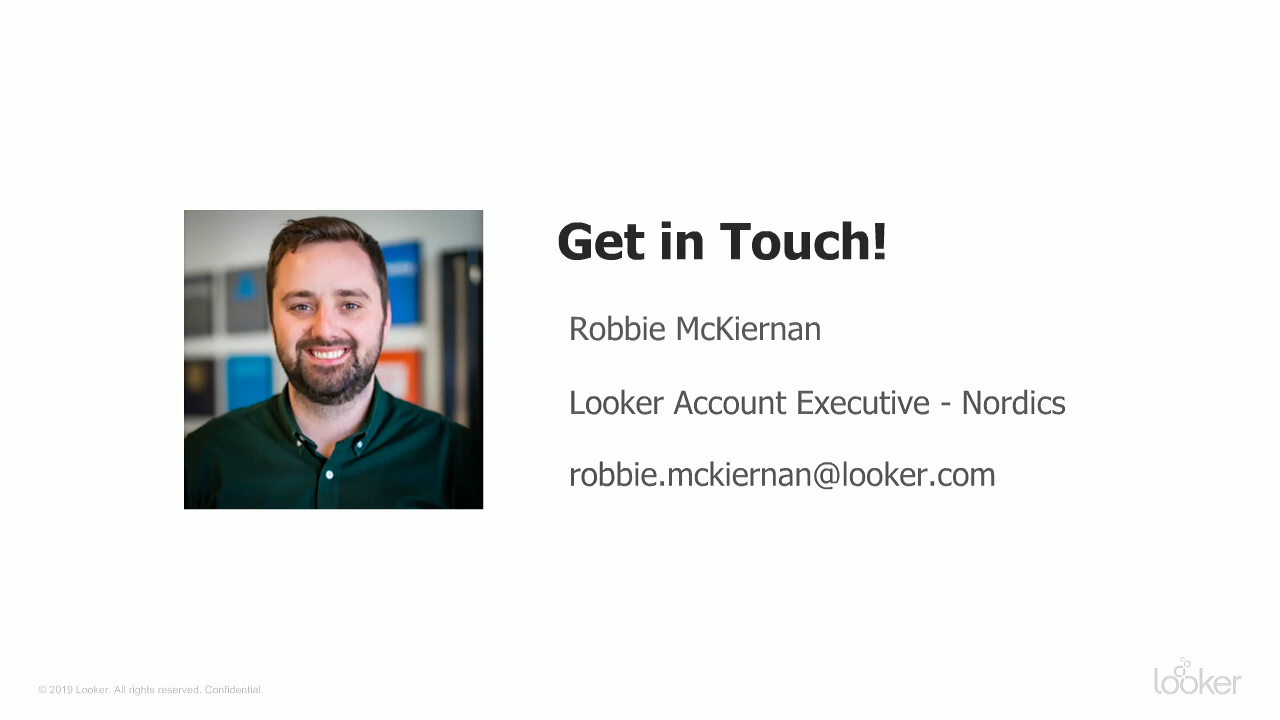 Get in Touch!
Robbie McKiernan
Looker Account Executive - Nordics
robbie.mckiernan@looker.com
© 2019 Looker. All rights reserved. Confidential.
looker